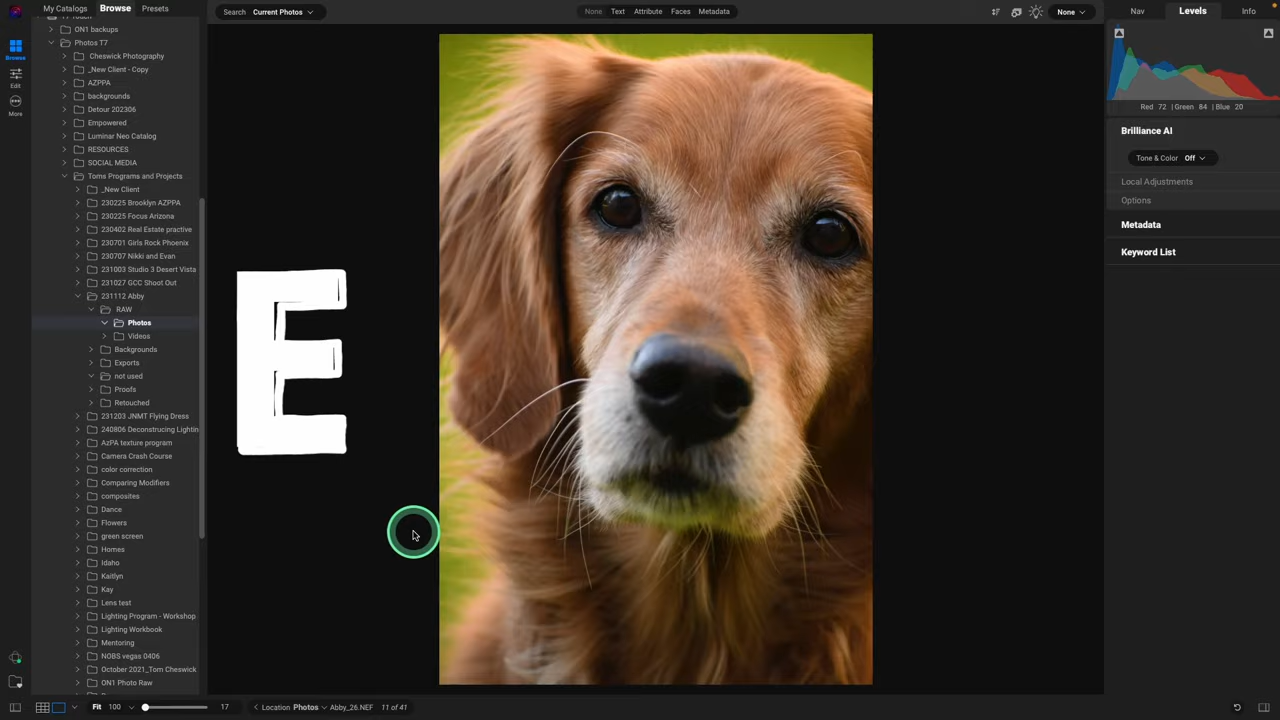 My Catalogs Browse Presets
Search Current Photos
None Text Attribute Faces Metadata
None
Nav Levels Info
ON1 backups
Photos T7
Cheswick Photography
_New Client - Copy
AZPPA
backgrounds
Detour 202306
Empowered
Luminar Neo Catalog
RESOURCES
SOCIAL MEDIA
Toms Programs and Projects
_New Client
230225 Brooklyn AZPPA
230225 Focus Arizona
230402 Real Estate practive
230701 Girls Rock Phoenix
230707 Nikki and Evan
231003 Studio 3 Desert Vista
231027 GCC Shoot Out
231112 Abby
RAW
Photos
Videos
Backgrounds
Exports
not used
Proofs
Retouched
231203 JNMT Flying Dress
240806 Deconstrucing Lightin
AzPA texture program
Camera Crash Course
color correction
Comparing Modifiers
composites
Dance
Flowers
green screen
Homes
Idaho
Kaitlyn
Kay
Lens test
Lighting Program - Workshop
Lighting Workbook
Mentoring
NOBS vegas 0406
October 2021_Tom Cheswick
ON1 Photo Raw
Browse
Edit
More
E
Red 72 | Green 84 | Blue 20
Brilliance AI
Tone & Color Off
Local Adjustments
Options
Metadata
Keyword List
Fit 100 17 Location Photos Abby_26.NEF 11 of 41